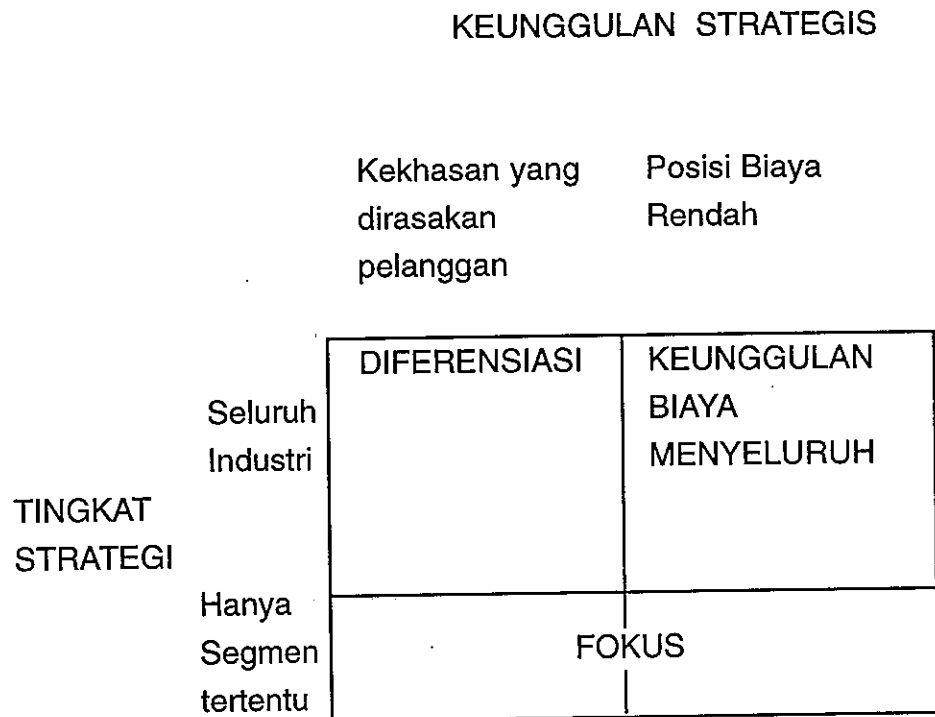 KEUNGGULAN STRATEGIS
Kekhasan yang
dirasakan
pelanggan
Posisi Biaya
Rendah
DIFERENSIASI
KEUNGGULAN
BIAYA
MENYELURUH
Seluruh
Industri
TINGKAT
STRATEGI
Hanya
Segmen
tertentu
FOKUS